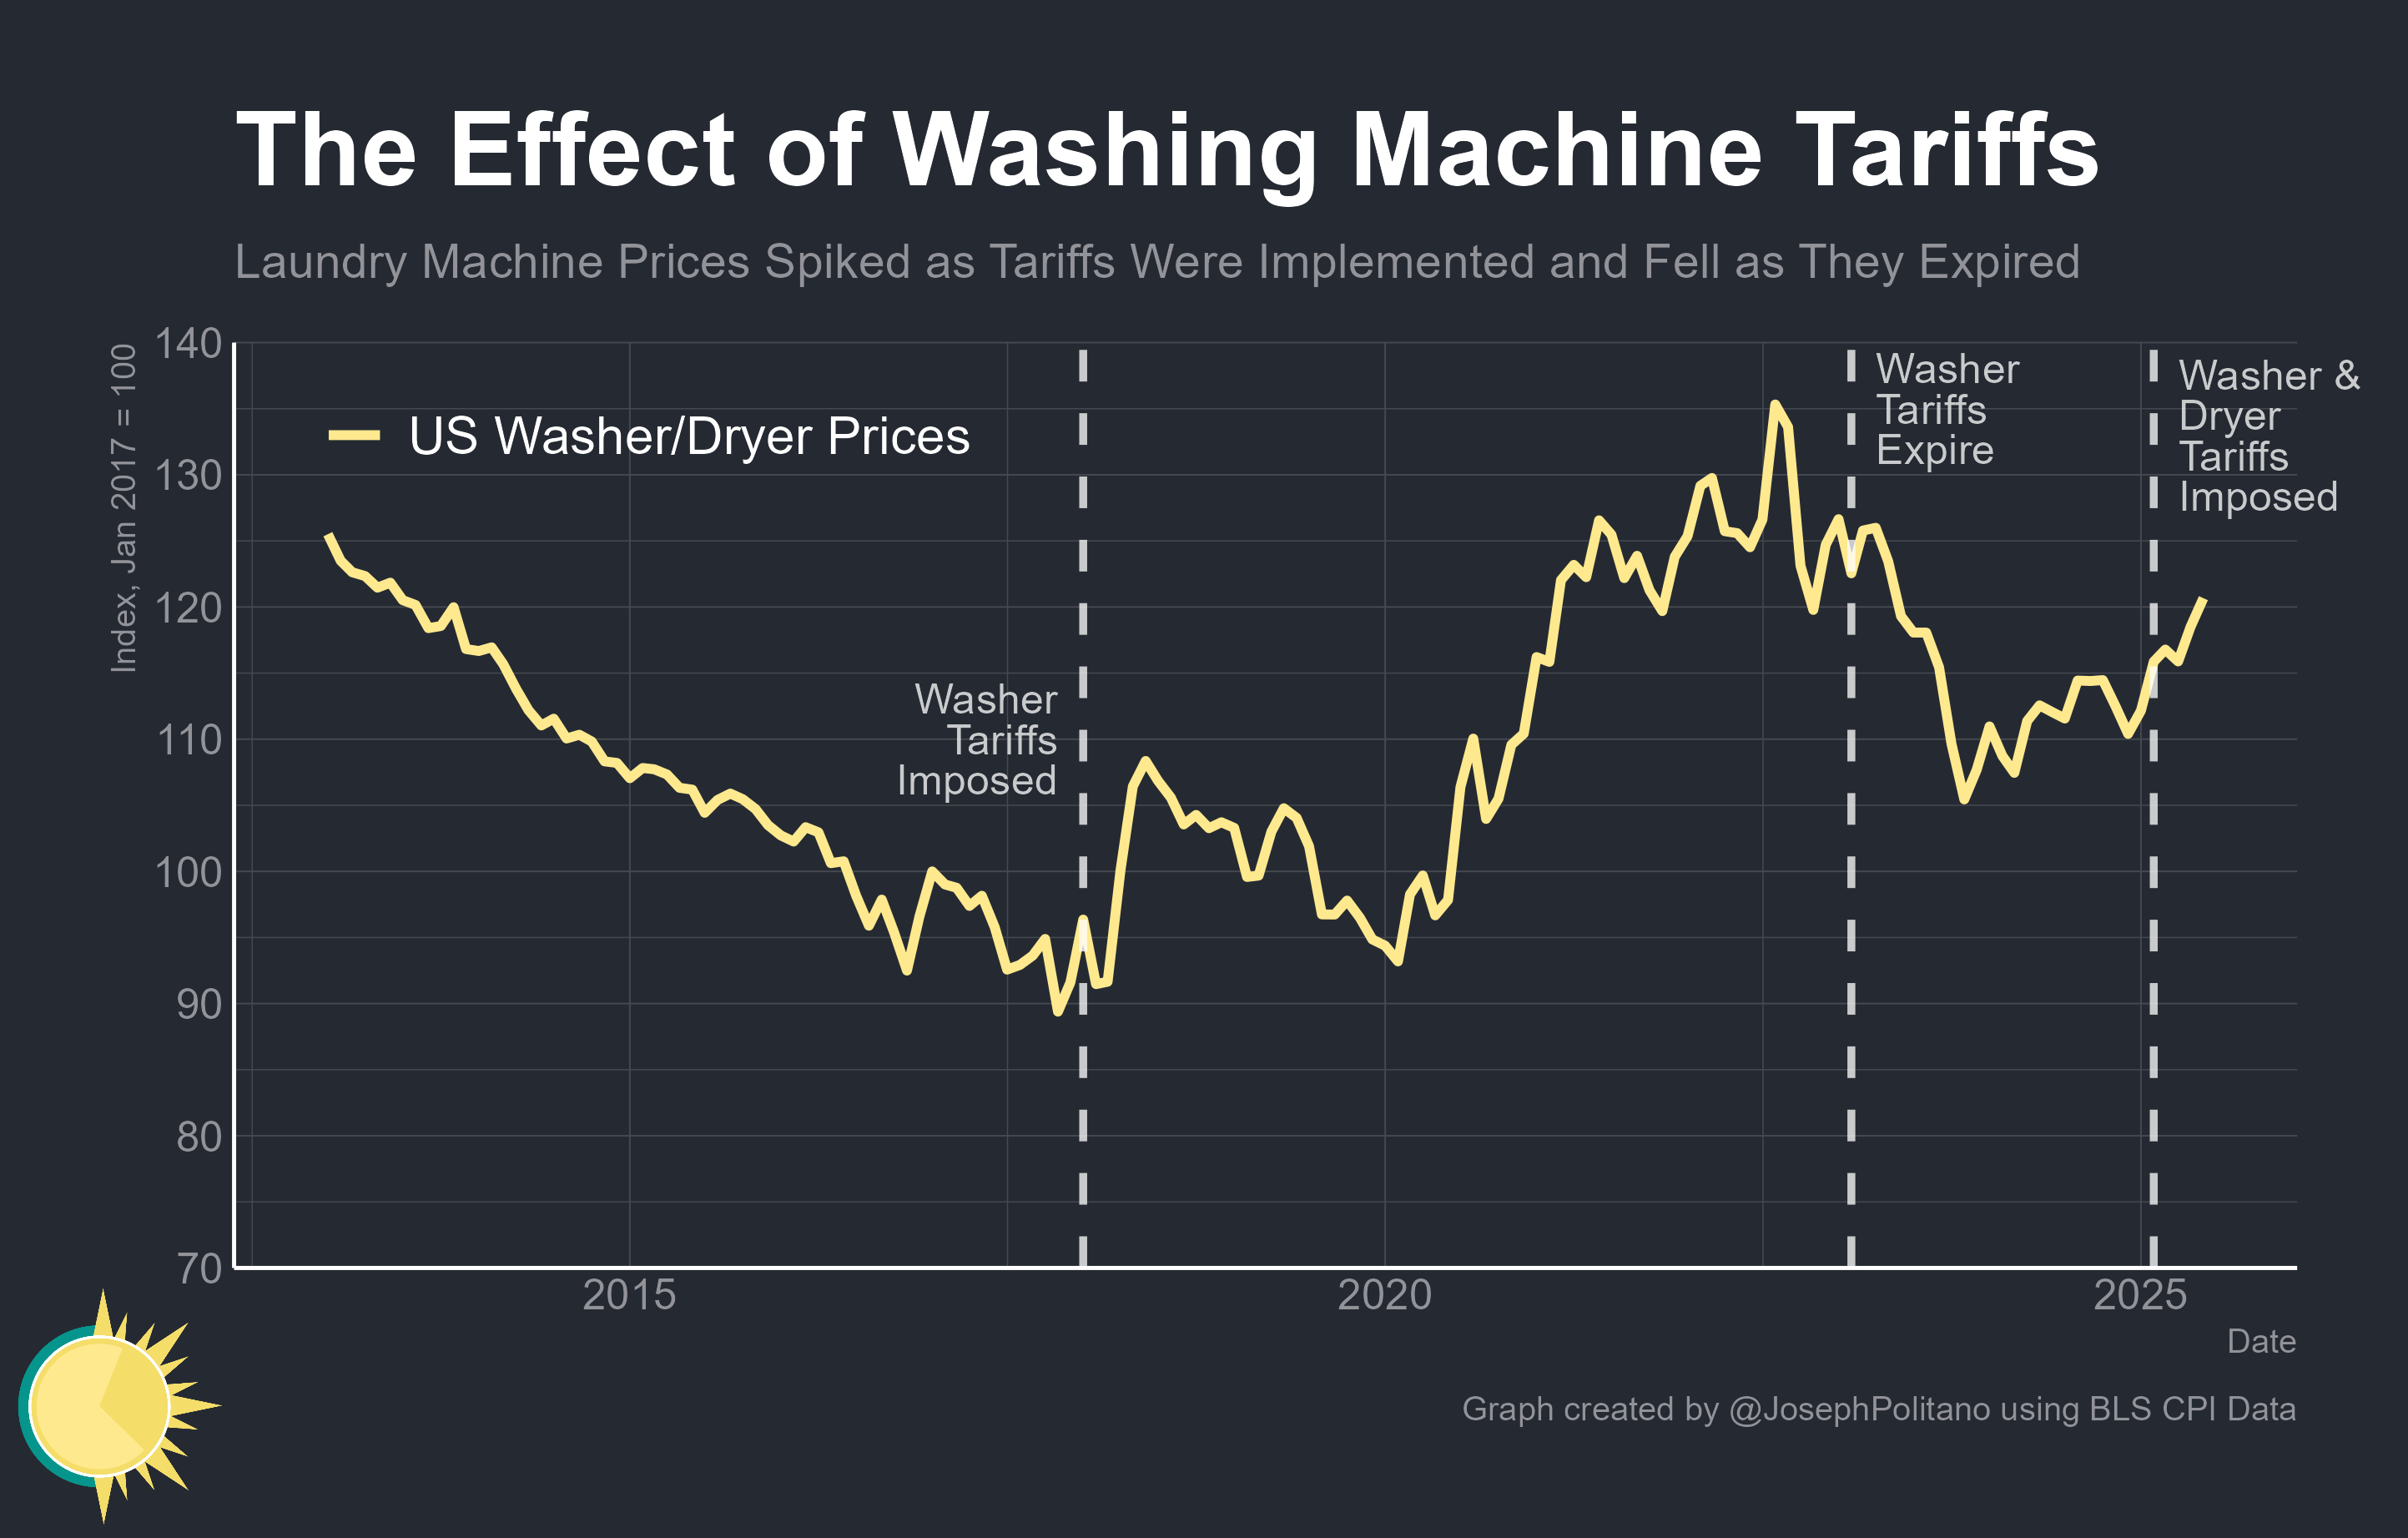 The Effect of Washing Machine Tariffs
Laundry Machine Prices Spiked as Tariffs Were Implemented and Fell as They Expired
Index, Jan 2017 = 100
140
130
120
110
100
90
80
70
US Washer/Dryer Prices
Washer
Tariffs
Imposed
Washer
Tariffs
Expire
Washer &
Dryer
Tariffs
Imposed
2015
2020
2025
Date
Graph created by @JosephPolitano using BLS CPI Data